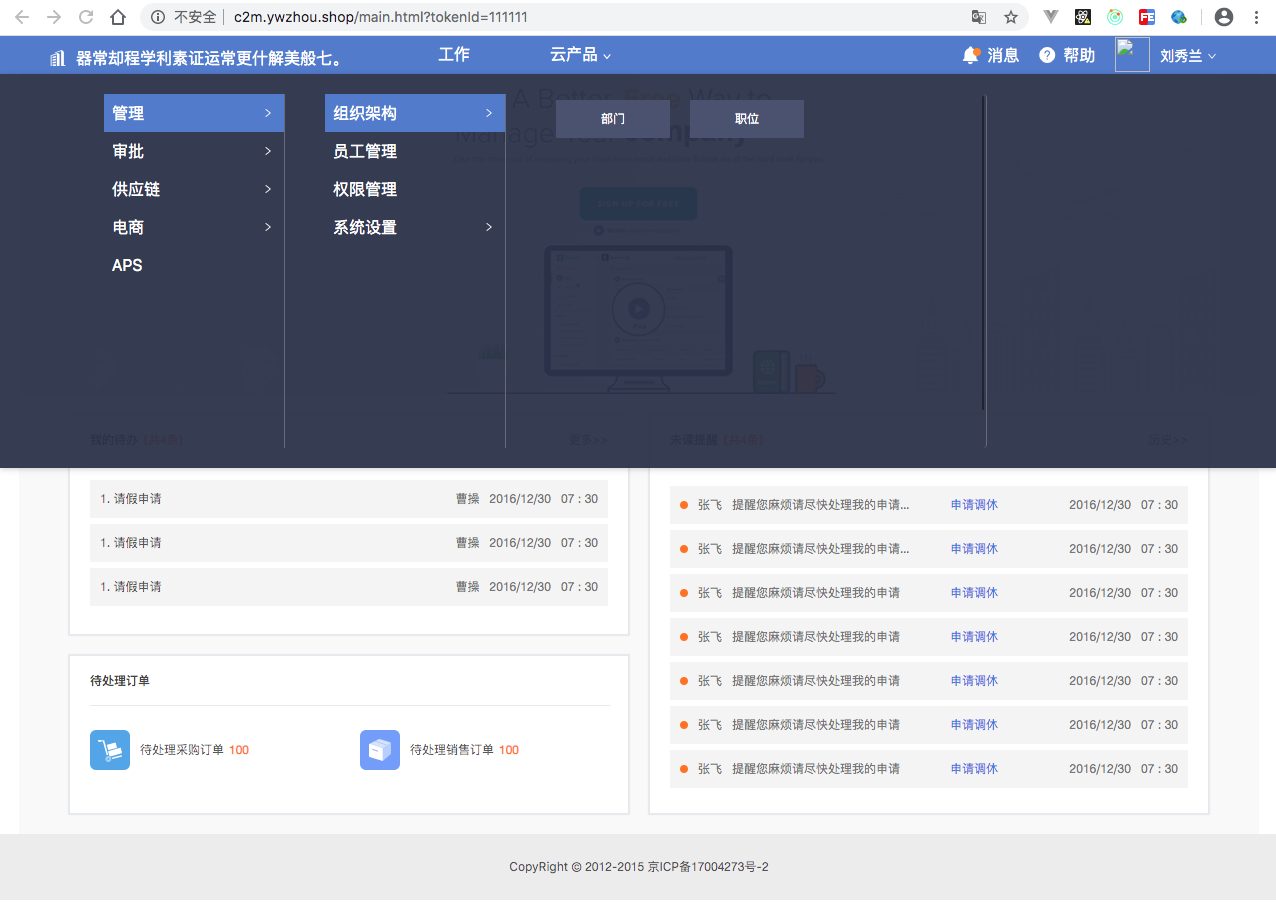 不安全 c2m.ywzhou.shop/main.html?tokenId=111111
器常却程学利素证运常更什解美般七。 工作 云产品 消息 帮助 刘秀兰
A Better, Free Way to
Manage Your Company
管理 组织架构 部门 职位
审批 员工管理
供应链 权限管理
电商 系统设置
APS
SIGN UP FOR FREE
我的待办 更多>> 未读提醒 历史>>
1. 请假申请 曹操 2016/12/30 07 : 30
1. 请假申请 曹操 2016/12/30 07 : 30
1. 请假申请 曹操 2016/12/30 07 : 30
张飞 提醒您麻烦请尽快处理我的申请... 申请调休 2016/12/30 07 : 30
张飞 提醒您麻烦请尽快处理我的申请... 申请调休 2016/12/30 07 : 30
张飞 提醒您麻烦请尽快处理我的申请 申请调休 2016/12/30 07 : 30
张飞 提醒您麻烦请尽快处理我的申请 申请调休 2016/12/30 07 : 30
张飞 提醒您麻烦请尽快处理我的申请 申请调休 2016/12/30 07 : 30
张飞 提醒您麻烦请尽快处理我的申请 申请调休 2016/12/30 07 : 30
张飞 提醒您麻烦请尽快处理我的申请 申请调休 2016/12/30 07 : 30
待处理订单
待处理采购订单 100 待处理销售订单 100
CopyRight © 2012-2015 京ICP备17004273号-2